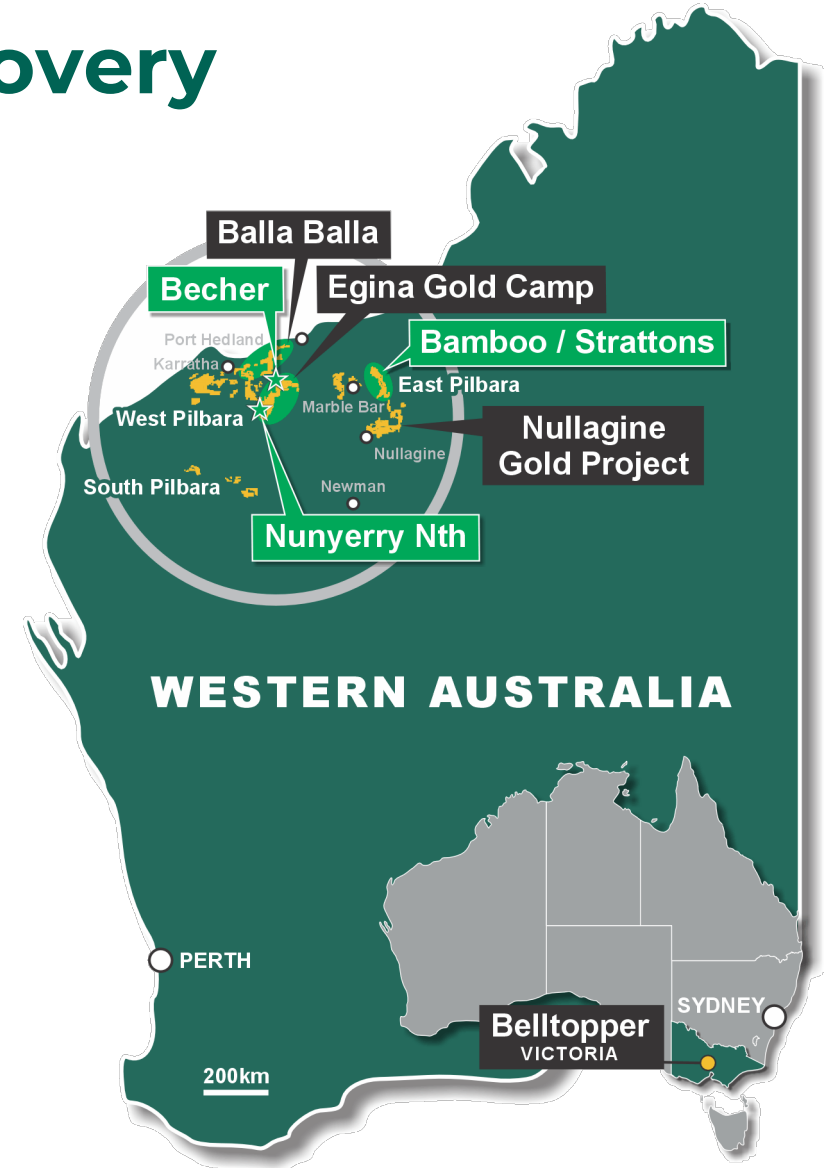 overy
Balla Balla
Becher
Egina Gold Camp
Port Hedland
Bamboo / Strattons
Karratha
East Pilbara
Marble Bar
West Pilbara
Nullagine
Gold Project
Nullagine
South Pilbara
Newman
Nunyerry Nth
WESTERN AUSTRALIA
PERTH
SYDNEY
Belltopper
VICTORIA
200km